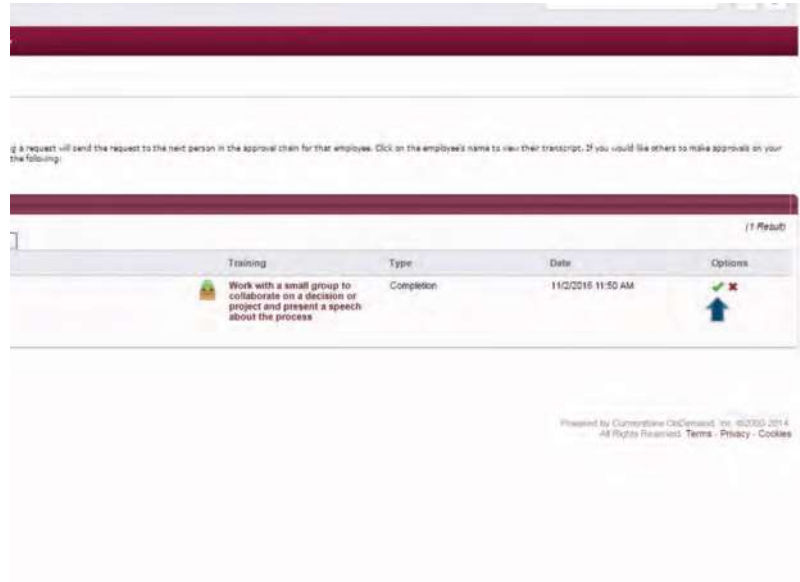 g a request will send the request to the next person in the approval chain for that employee. Click on the employee's name to view their transcript. If you would like others to make approvals on your
the following:
(1 Result)
Training Type Date Options
Work with a small group to Completion 11/2/2016 11:50 AM
collaborate on a decision or
project and present a speech
about the process
Powered by Cornerstone OnDemand, Inc. ©2000-2014
All Rights Reserved. Terms - Privacy - Cookies